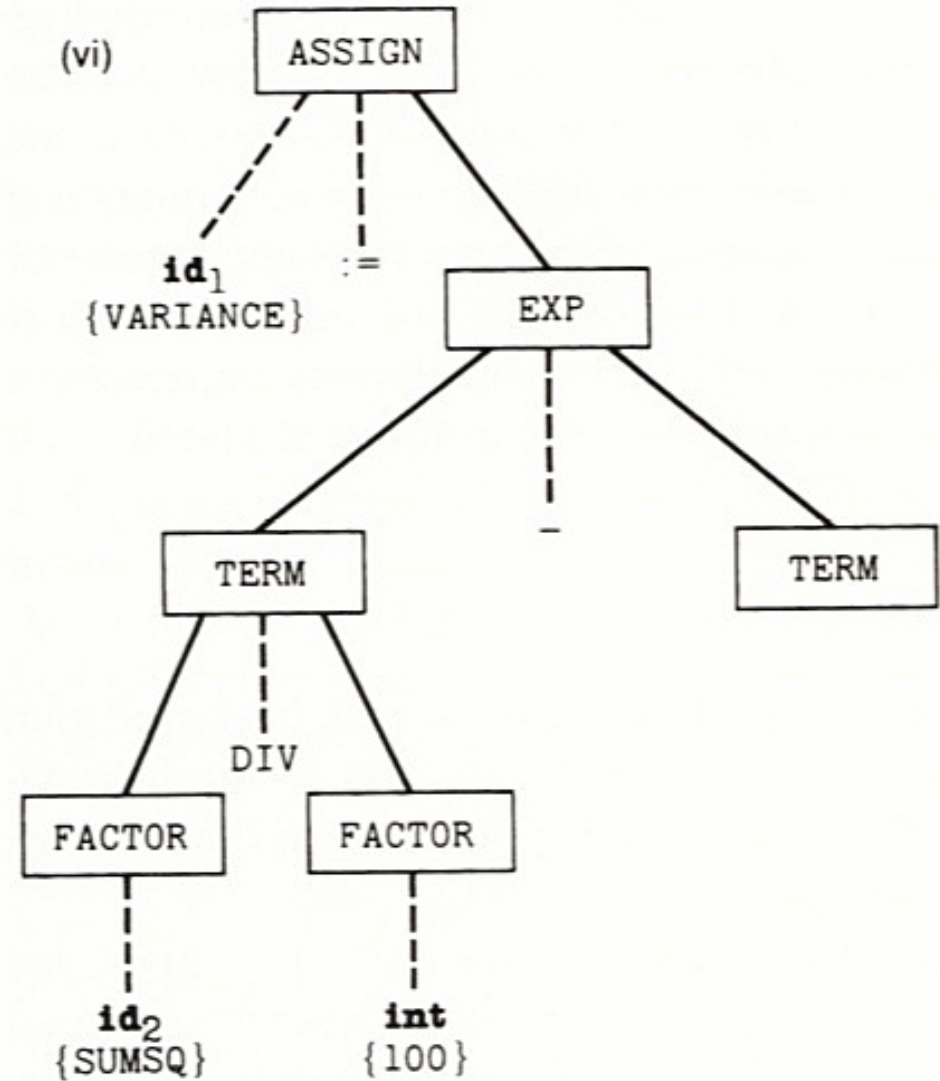 (vi)
ASSIGN
id₁ :=
{VARIANCE}
EXP
–
TERM
TERM
DIV
FACTOR FACTOR
id₂ int
{SUMSQ} {100}